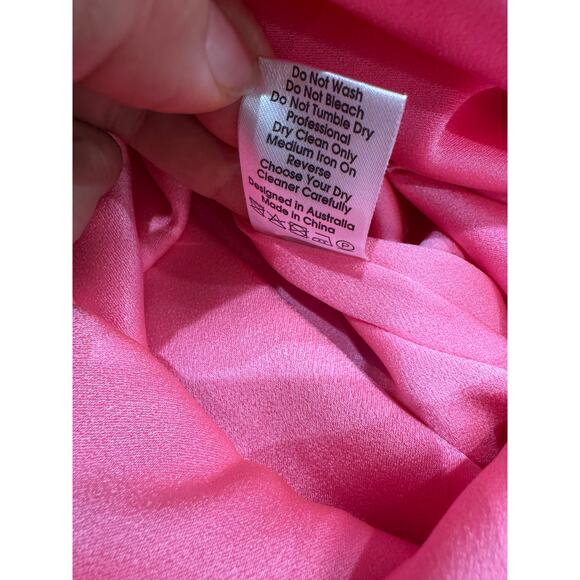 Do Not Wash
Do Not Bleach
Do Not Tumble Dry
Professional
Dry Clean Only
Medium Iron On
Reverse
Choose Your Dry
Cleaner Carefully
Designed in Australia
Made in China
P